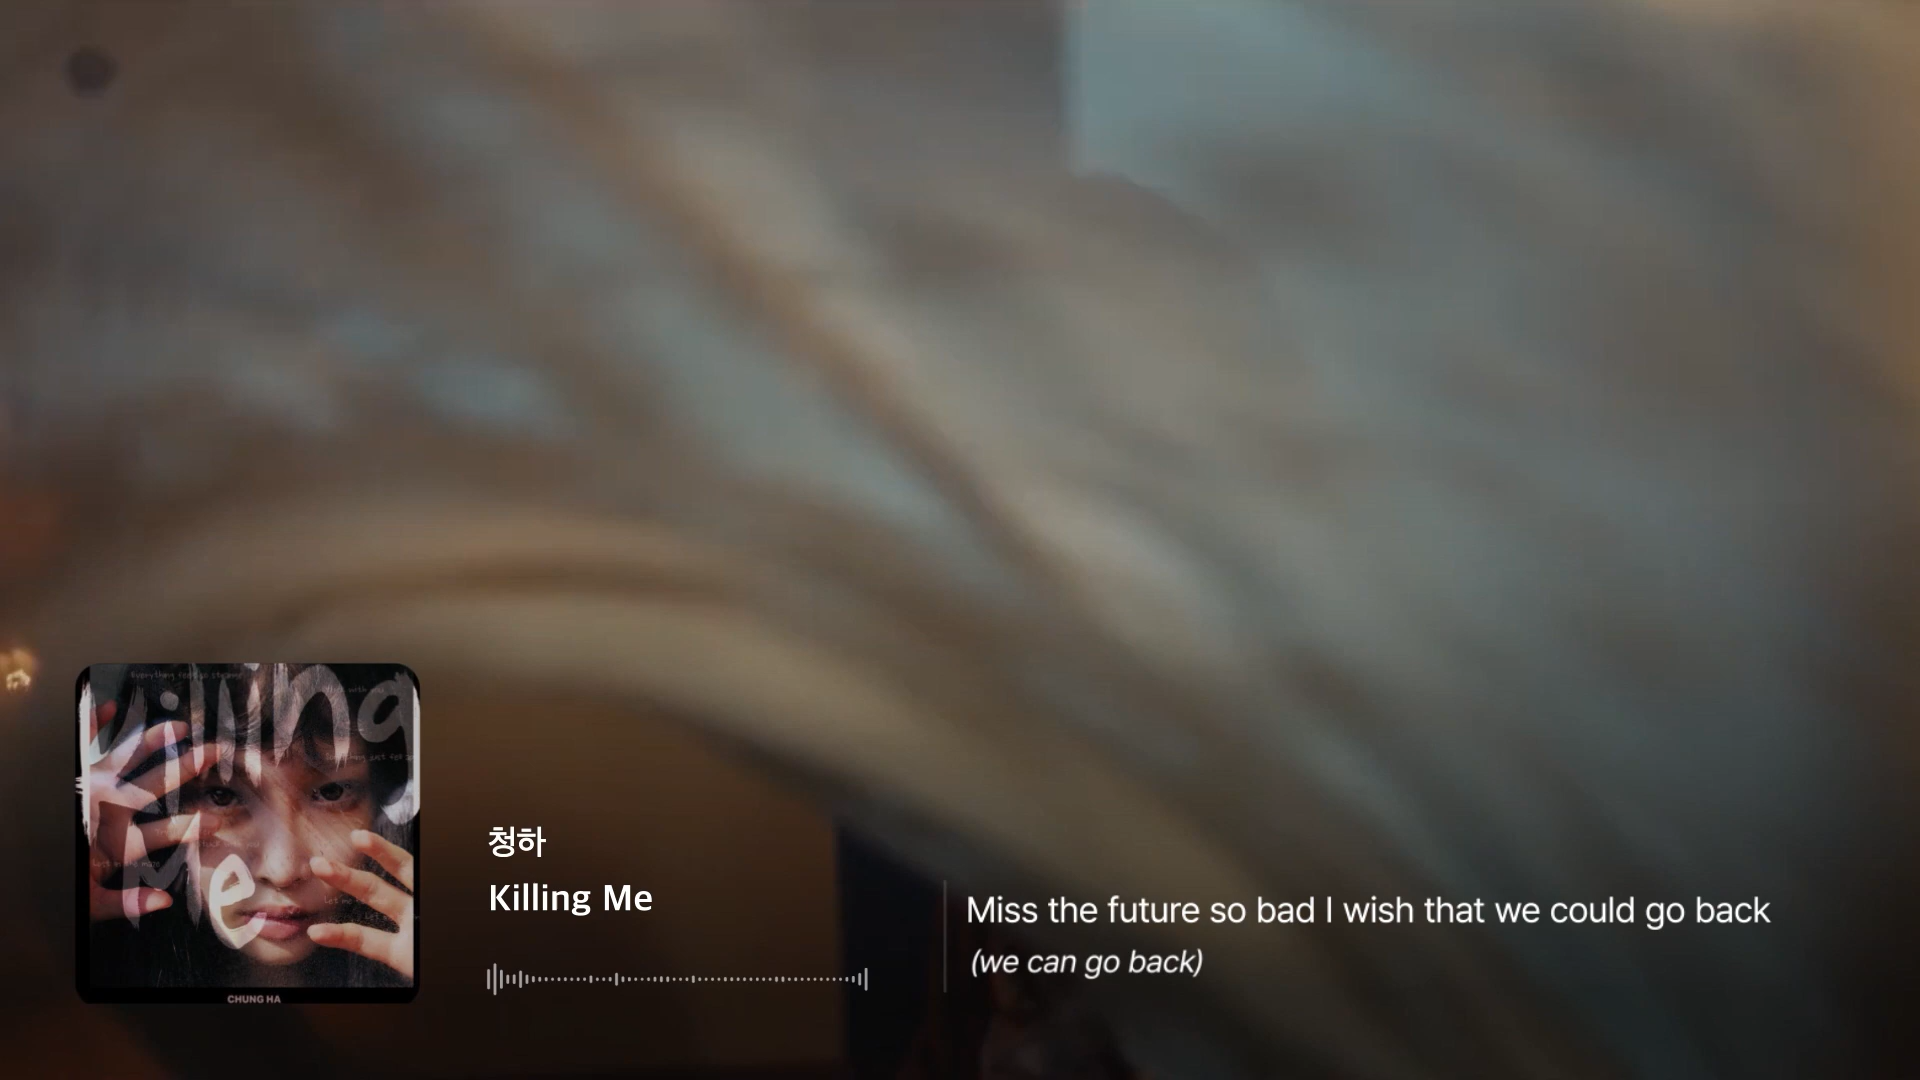 Killing
Me
CHUNG HA
청하
Killing Me
Miss the future so bad I wish that we could go back
(we can go back)